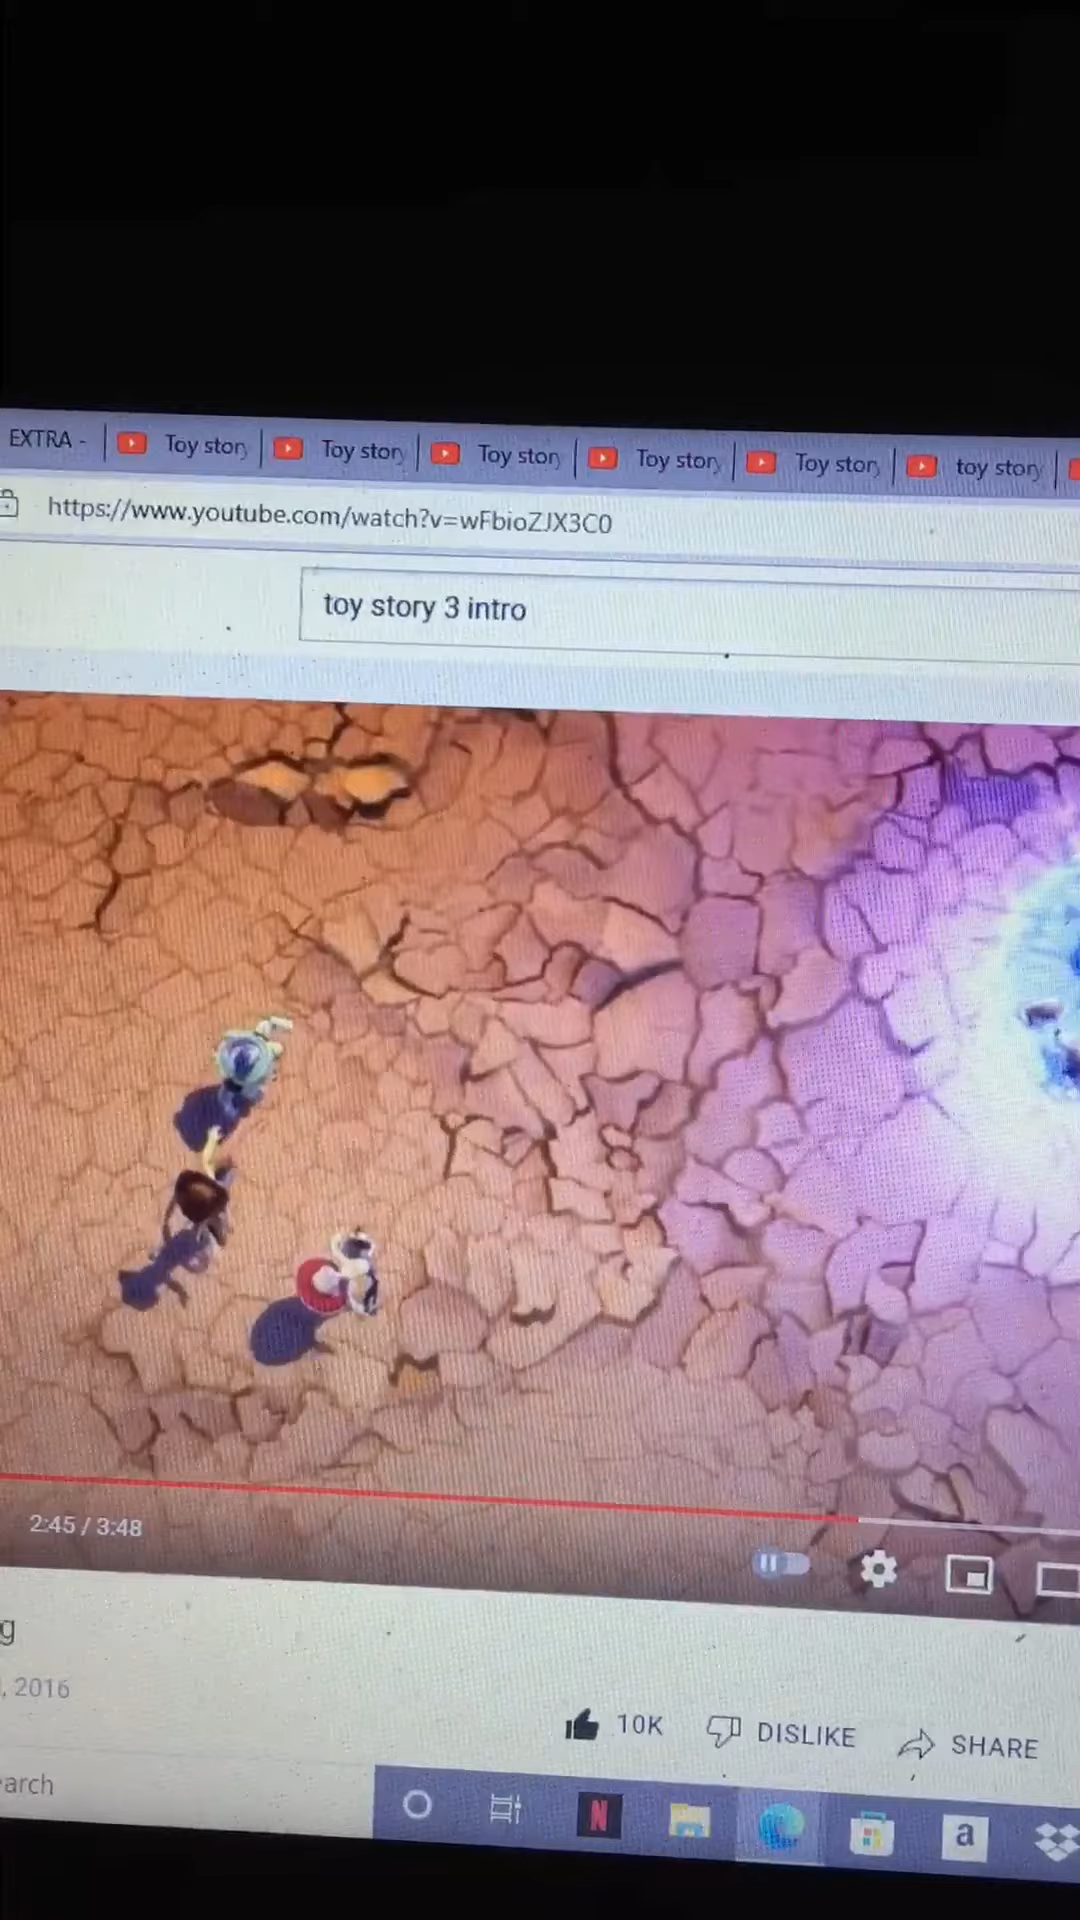 EXTRA -
Toy story
Toy story
Toy story
Toy story
Toy story
toy story
https://www.youtube.com/watch?v=wFbioZJX3C0
toy story 3 intro
2:45 / 3:48
g
, 2016
10K
DISLIKE
SHARE
earch
N
a